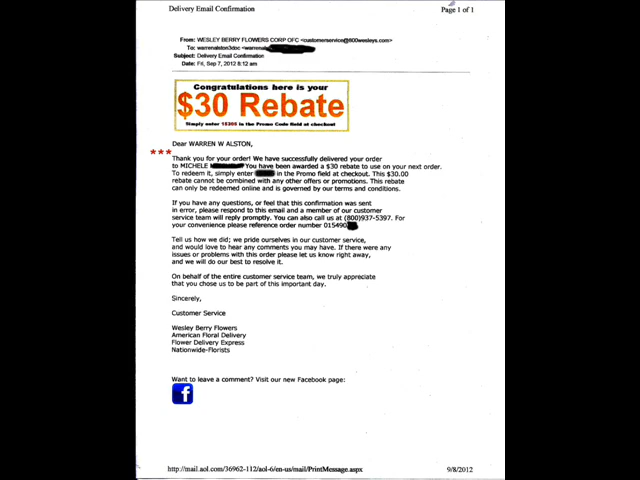 Delivery Email Confirmation
Page 1 of 1
From: WESLEY BERRY FLOWERS CORP OFC <customerservice@800wesleys.com>
To: warrenalston3doc <warrenal
Subject: Delivery Email Confirmation
Date: Fri, Sep 7, 2012 8:12 am
Congratulations here is your
$30 Rebate
Simply enter 15308 in the Promo Code field at checkout
Dear WARREN W ALSTON,
***
Thank you for your order! We have successfully delivered your order
to MICHELE You have been awarded a $30 rebate to use on your next order.
To redeem it, simply enter in the Promo field at checkout. This $30.00
rebate cannot be combined with any other offers or promotions. This rebate
can only be redeemed online and is governed by our terms and conditions.
If you have any questions, or feel that this confirmation was sent
in error, please respond to this email and a member of our customer
service team will reply promptly. You can also call us at (800)937-5397. For
your convenience please reference order number 015490
Tell us how we did; we pride ourselves in our customer service,
and would love to hear any comments you may have. If there were any
issues or problems with this order please let us know right away,
and we will do our best to resolve it.
On behalf of the entire customer service team, we truly appreciate
that you chose us to be part of this important day.
Sincerely,
Customer Service
Wesley Berry Flowers
American Floral Delivery
Flower Delivery Express
Nationwide-Florists
Want to leave a comment? Visit our new Facebook page:
f
http://mail.aol.com/36962-112/aol-6/en-us/mail/PrintMessage.aspx
9/8/2012